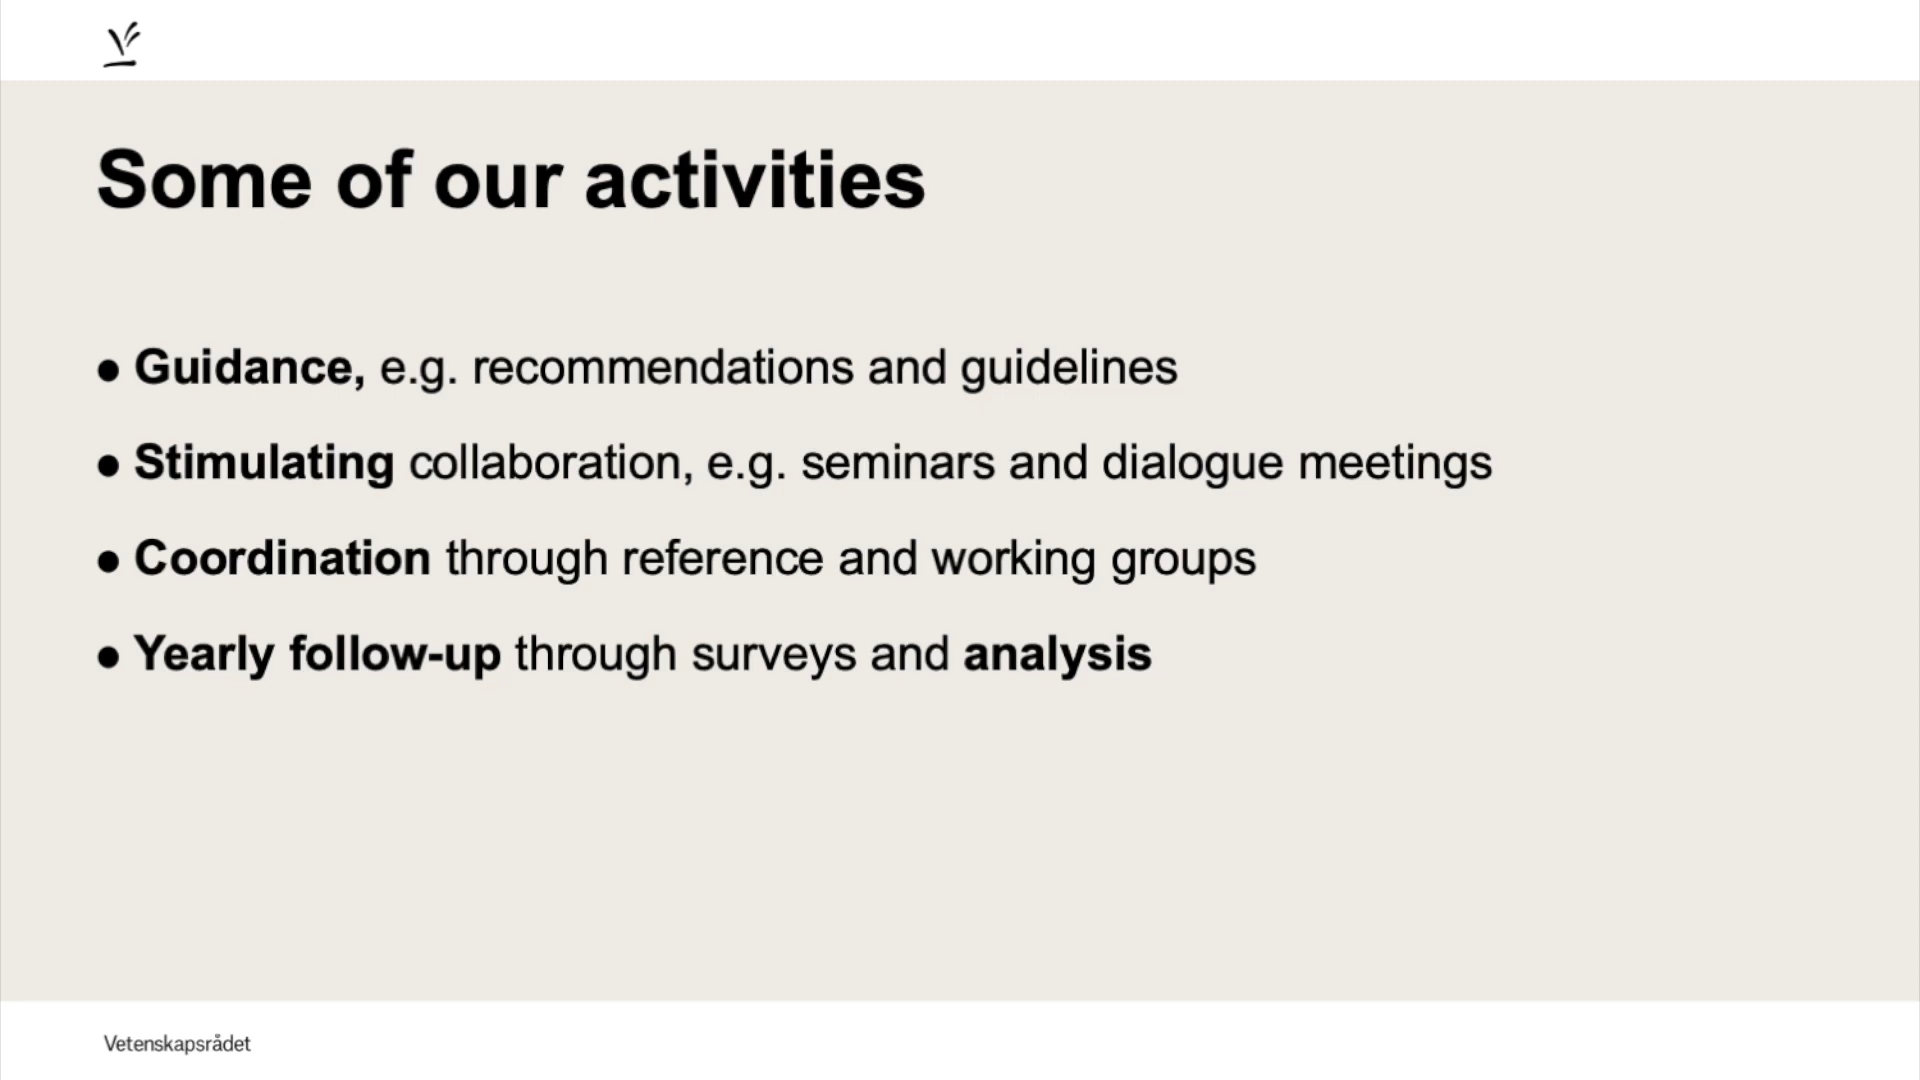 Some of our activities
● Guidance, e.g. recommendations and guidelines
● Stimulating collaboration, e.g. seminars and dialogue meetings
● Coordination through reference and working groups
● Yearly follow-up through surveys and analysis
Vetenskapsrådet